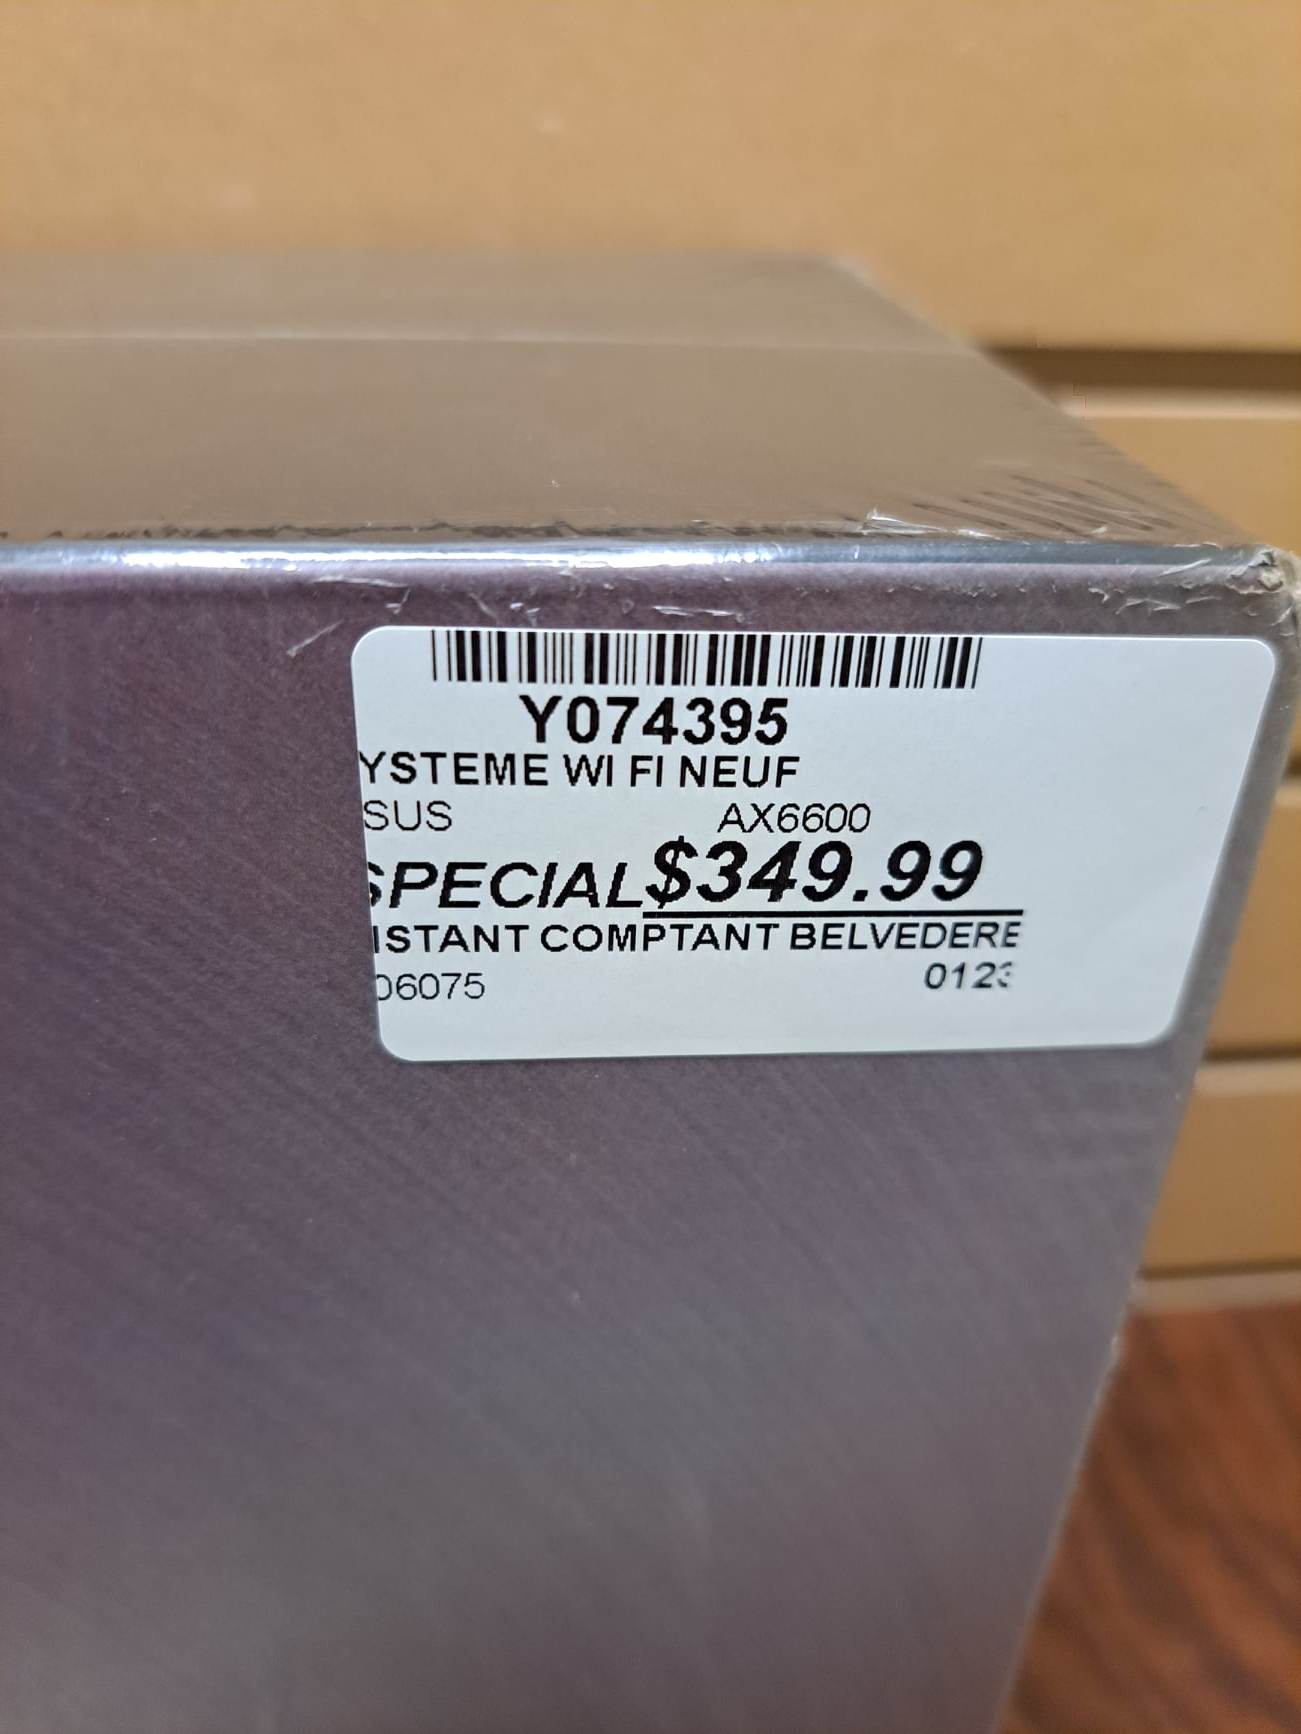 Y074395
YSTEME WI FI NEUF
SUS AX6600
SPECIAL $349.99
ISTANT COMPTANT BELVEDERE
06075 0123